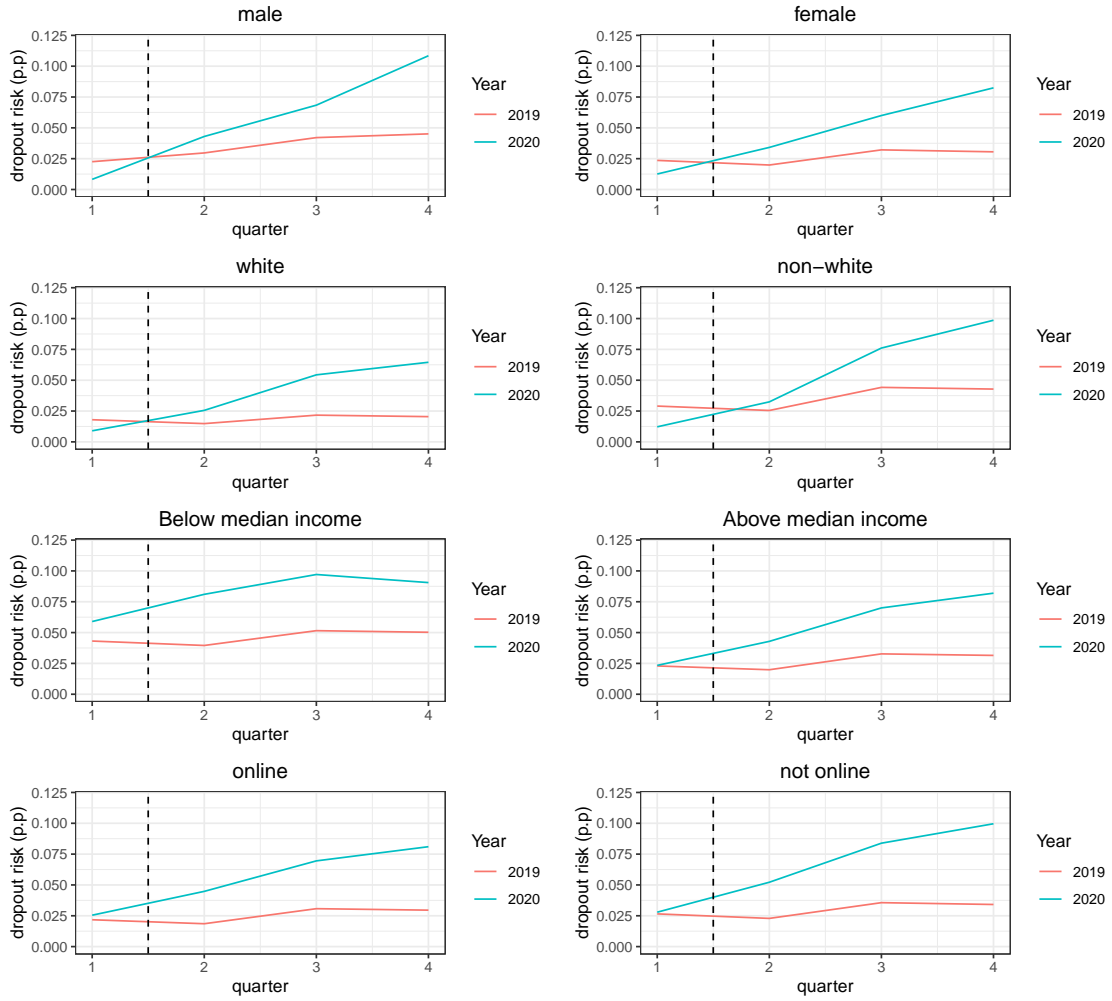 male
dropout risk (p.p)
0.125
0.100
0.075
0.050
0.025
0.000
1 2 3 4
quarter
Year
2019
2020
female
dropout risk (p.p)
0.125
0.100
0.075
0.050
0.025
0.000
1 2 3 4
quarter
Year
2019
2020
white
dropout risk (p.p)
0.125
0.100
0.075
0.050
0.025
0.000
1 2 3 4
quarter
Year
2019
2020
non−white
dropout risk (p.p)
0.125
0.100
0.075
0.050
0.025
0.000
1 2 3 4
quarter
Year
2019
2020
Below median income
dropout risk (p.p)
0.125
0.100
0.075
0.050
0.025
0.000
1 2 3 4
quarter
Year
2019
2020
Above median income
dropout risk (p.p)
0.125
0.100
0.075
0.050
0.025
0.000
1 2 3 4
quarter
Year
2019
2020
online
dropout risk (p.p)
0.125
0.100
0.075
0.050
0.025
0.000
1 2 3 4
quarter
Year
2019
2020
not online
dropout risk (p.p)
0.125
0.100
0.075
0.050
0.025
0.000
1 2 3 4
quarter
Year
2019
2020